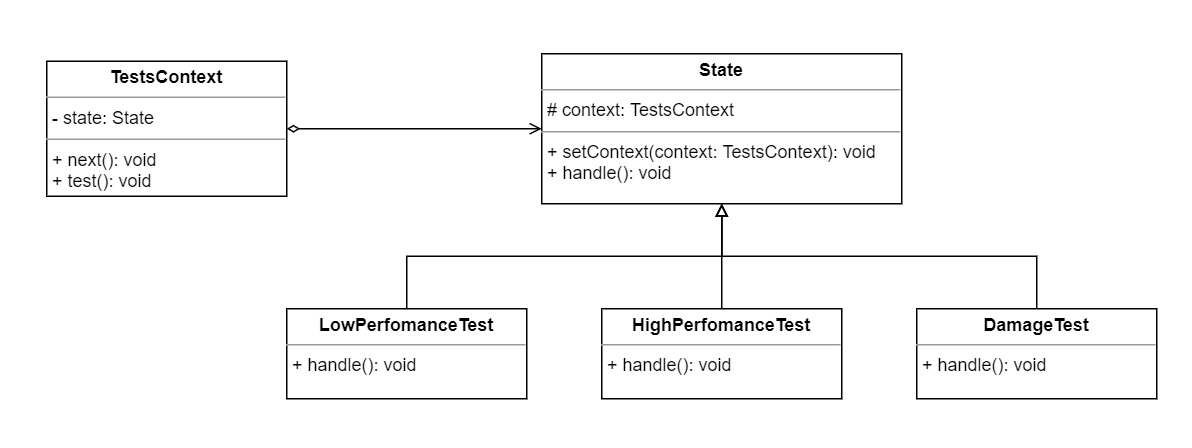 TestsContext
- state: State
+ next(): void
+ test(): void
State
# context: TestsContext
+ setContext(context: TestsContext): void
+ handle(): void
LowPerfomanceTest
+ handle(): void
HighPerfomanceTest
+ handle(): void
DamageTest
+ handle(): void